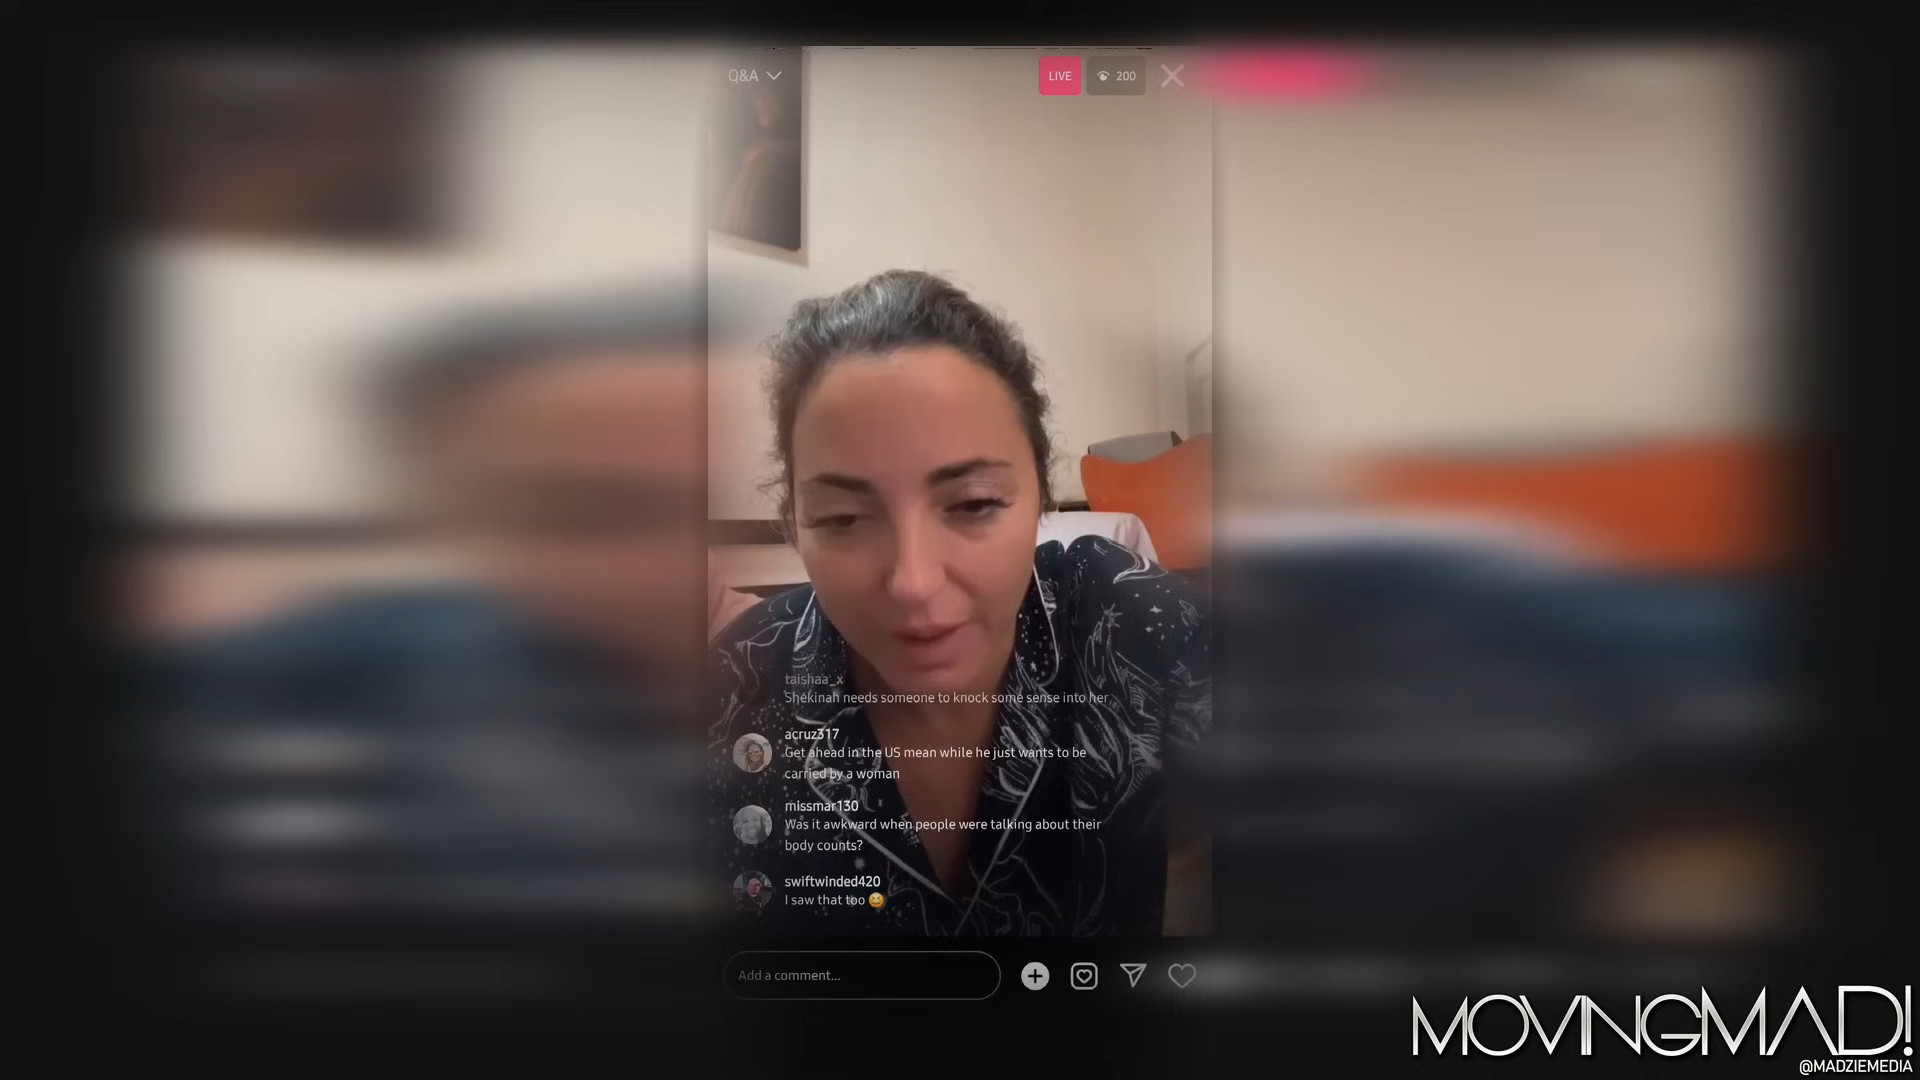 Q&A
LIVE
200
taishaa_x
Shekinah needs someone to knock some sense into her
acruz317
Get ahead in the US mean while he just wants to be
carried by a woman
missmar130
Was it awkward when people were talking about their
body counts?
swiftwinded420
I saw that too 😆
Add a comment...
MOVINGMAD!
@MADZIEMEDIA